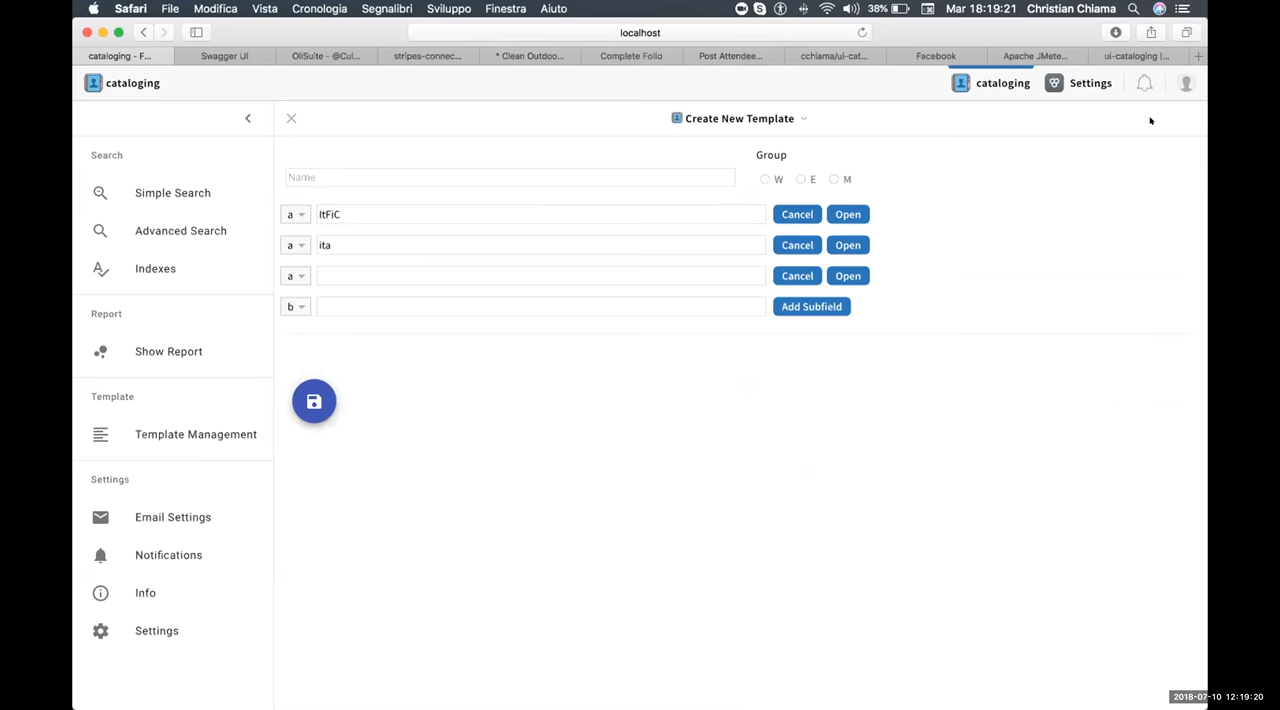 Safari File Modifica Vista Cronologia Segnalibri Sviluppo Finestra Aiuto 38% Mar 18:19:21 Christian Chiama
localhost
cataloging - F... Swagger UI OliSuite - @Cul... stripes-connec... * Clean Outdoo... Complete Folio Post Attendee... cchiama/ui-cat... Facebook Apache JMete... ui-cataloging |...
cataloging cataloging Settings
Create New Template
Search
Simple Search
Advanced Search
Indexes
Report
Show Report
Template
Template Management
Settings
Email Settings
Notifications
Info
Settings
Group
Name W E M
a ItFiC Cancel Open
a ita Cancel Open
a Cancel Open
b Add Subfield
2018-07-10 12:19:20